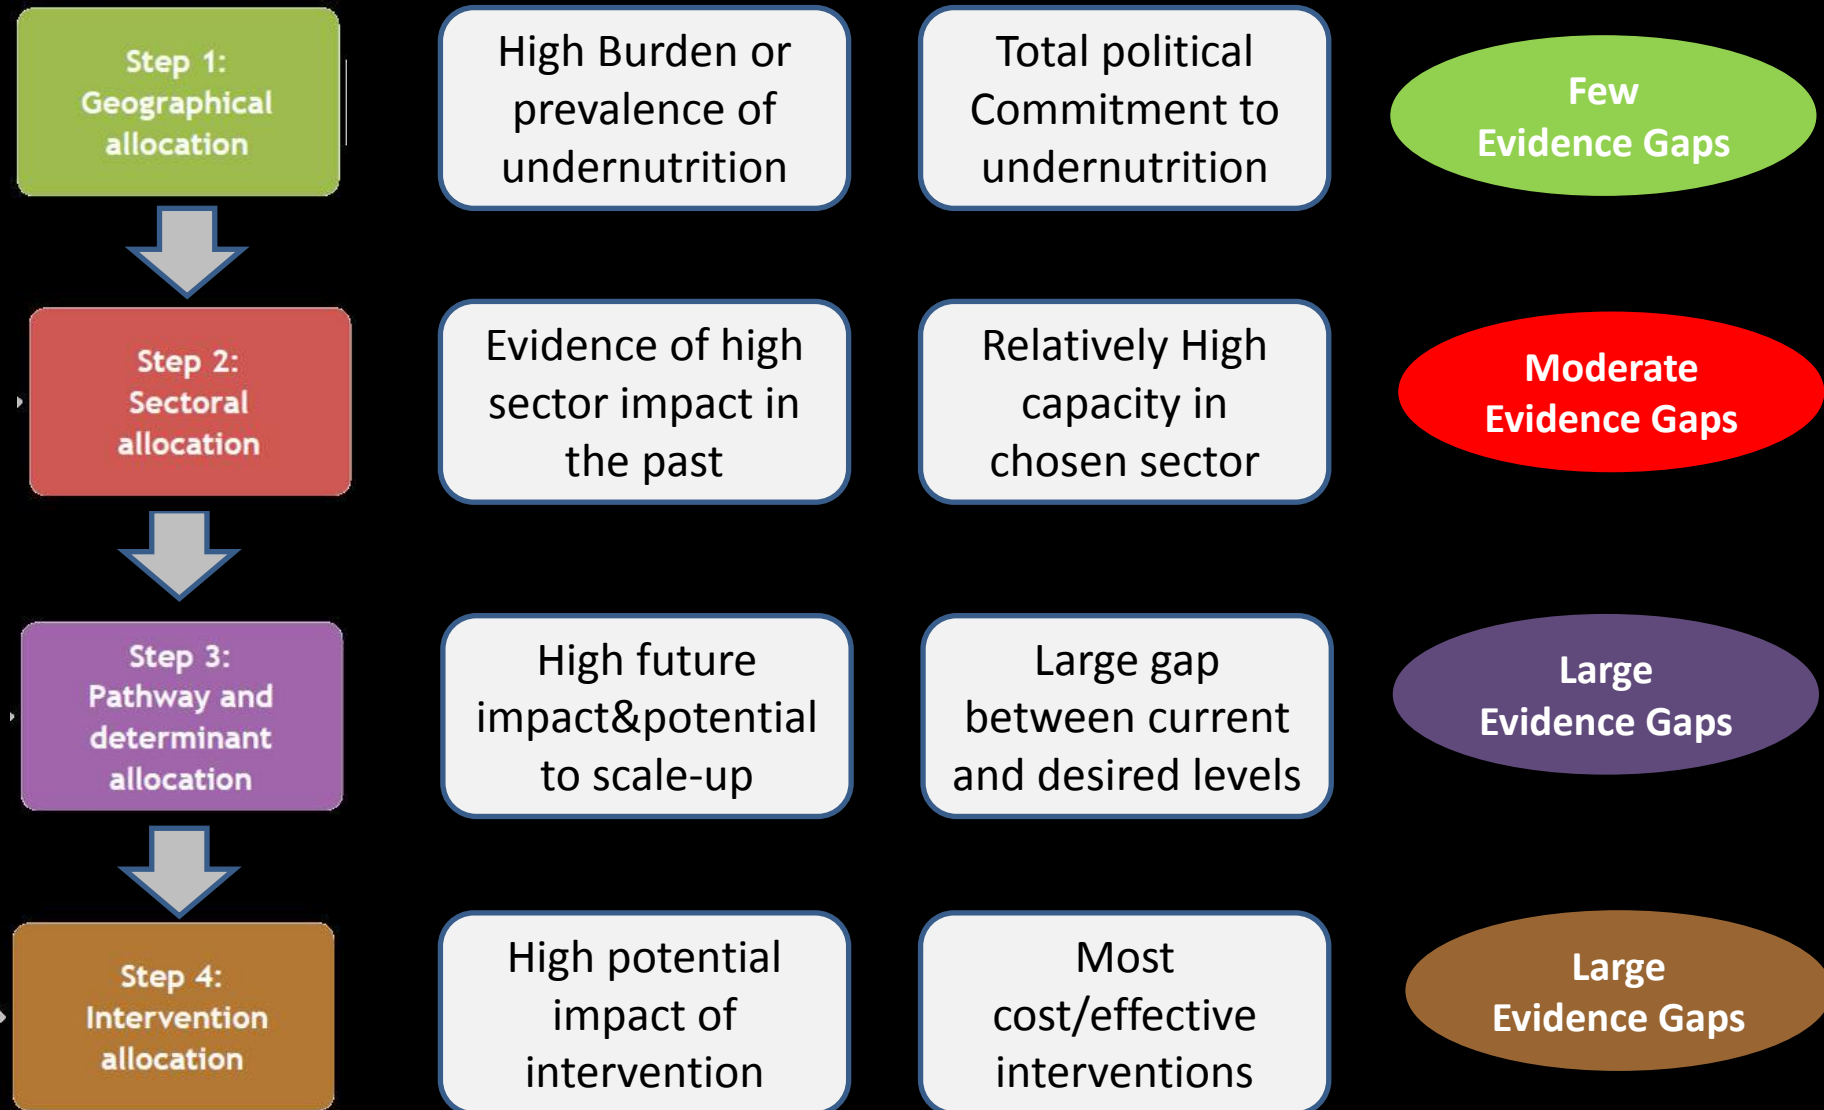 Step 1:
Geographical
allocation
High Burden or
prevalence of
undernutrition
Total political
Commitment to
undernutrition
Few
Evidence Gaps
Step 2:
Sectoral
allocation
Evidence of high
sector impact in
the past
Relatively High
capacity in
chosen sector
Moderate
Evidence Gaps
Step 3:
Pathway and
determinant
allocation
High future
impact&potential
to scale-up
Large gap
between current
and desired levels
Large
Evidence Gaps
Step 4:
Intervention
allocation
High potential
impact of
intervention
Most
cost/effective
interventions
Large
Evidence Gaps